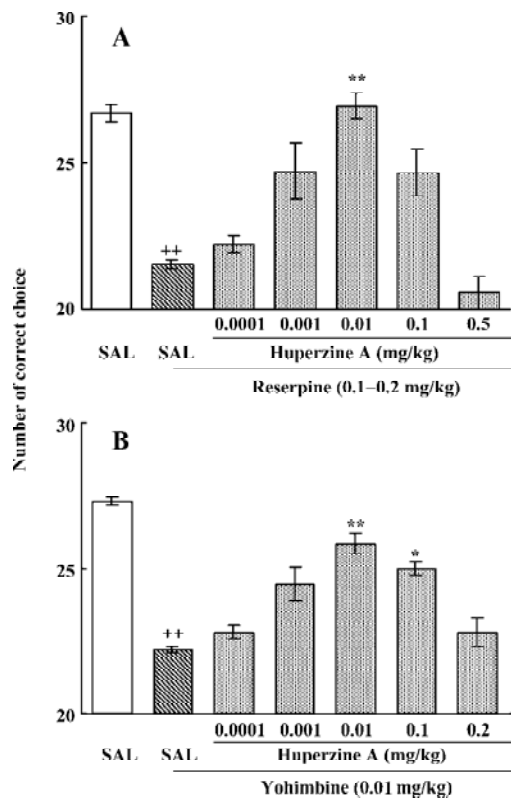 30
A
**
25
++
20
0.0001 0.001 0.01 0.1 0.5
SAL SAL Huperzine A (mg/kg)
Reserpine (0.1–0.2 mg/kg)
Number of correct choice
30
B
**
*
25
++
20
0.0001 0.001 0.01 0.1 0.2
SAL SAL Huperzine A (mg/kg)
Yohimbine (0.01 mg/kg)